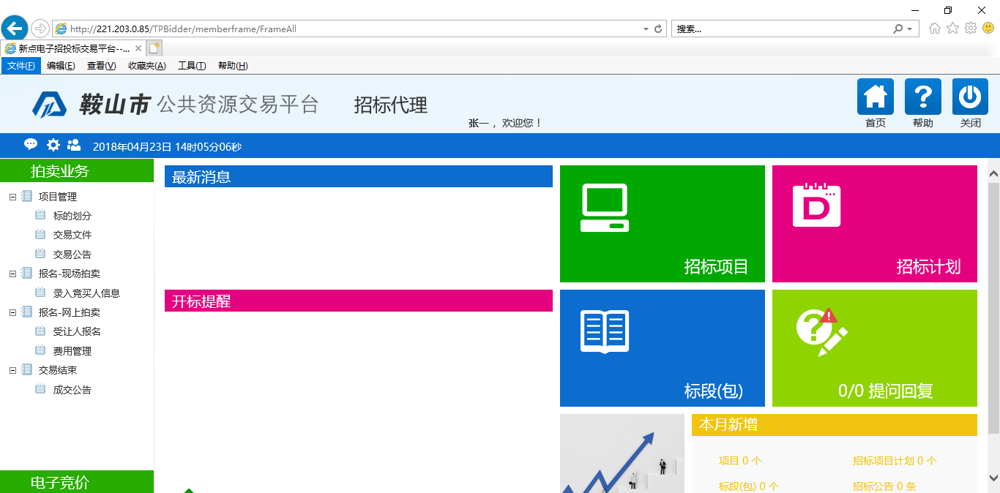 http://221.203.0.85/TPBidder/memberframe/FrameAll
搜索...
新点电子招投标交易平台--...
文件(F) 编辑(E) 查看(V) 收藏夹(A) 工具(T) 帮助(H)
鞍山市 公共资源交易平台 招标代理
张一 ，欢迎您！
首页 帮助 关闭
2018年04月23日 14时05分06秒
拍卖业务
项目管理
标的划分
交易文件
交易公告
报名-现场拍卖
录入竞买人信息
报名-网上拍卖
受让人报名
费用管理
交易结束
成交公告
电子竞价
最新消息
开标提醒
招标项目
D
招标计划
标段(包)
0/0 提问回复
本月新增
项目 0 个 招标项目计划 0 个
标段(包) 0 个 招标公告 0 条